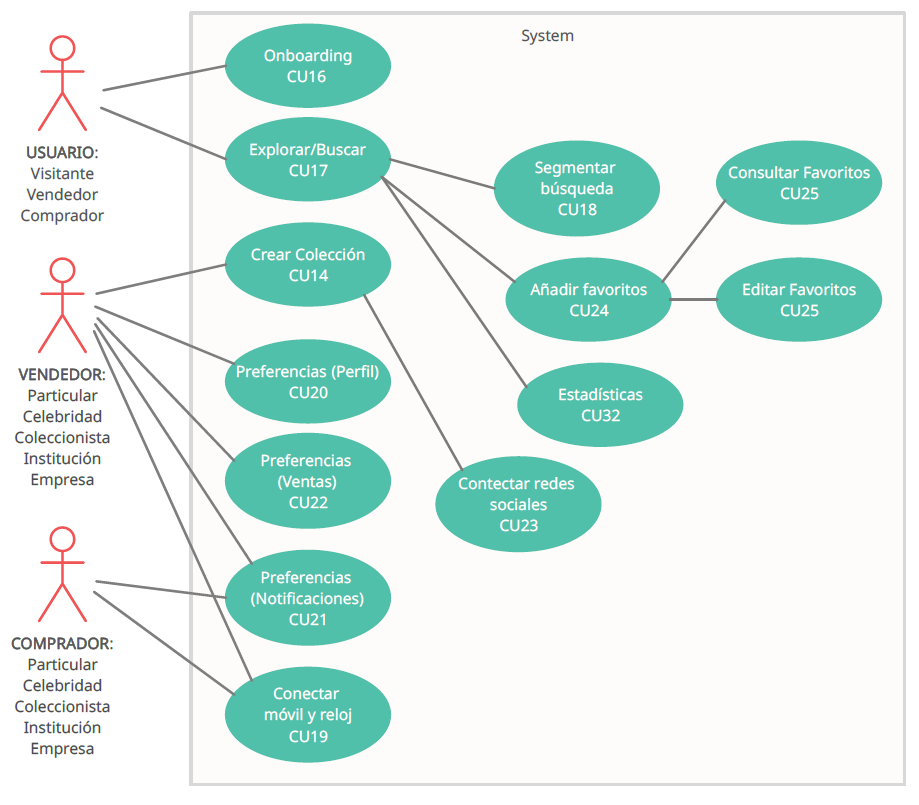 System
USUARIO:
Visitante
Vendedor
Comprador
VENDEDOR:
Particular
Celebridad
Coleccionista
Institución
Empresa
COMPRADOR:
Particular
Celebridad
Coleccionista
Institución
Empresa
Onboarding
CU16
Explorar/Buscar
CU17
Crear Colección
CU14
Preferencias (Perfil)
CU20
Preferencias
(Ventas)
CU22
Preferencias
(Notificaciones)
CU21
Conectar
móvil y reloj
CU19
Segmentar
búsqueda
CU18
Añadir favoritos
CU24
Estadísticas
CU32
Contectar redes
sociales
CU23
Consultar Favoritos
CU25
Editar Favoritos
CU25